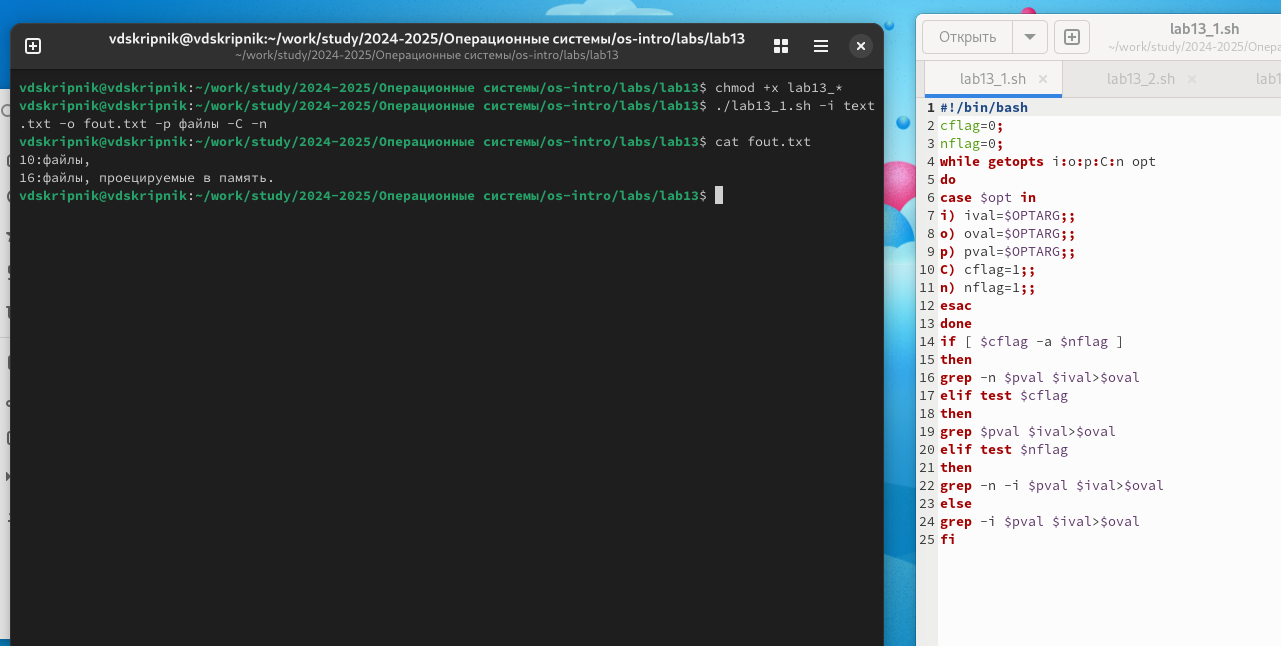 vdskripnik@vdskripnik:~/work/study/2024-2025/Операционные системы/os-intro/labs/lab13
~/work/study/2024-2025/Операционные системы/os-intro/labs/lab13
vdskripnik@vdskripnik:~/work/study/2024-2025/Операционные системы/os-intro/labs/lab13$ chmod +x lab13_*
vdskripnik@vdskripnik:~/work/study/2024-2025/Операционные системы/os-intro/labs/lab13$ ./lab13_1.sh -i text
.txt -o fout.txt -p файлы -C -n
vdskripnik@vdskripnik:~/work/study/2024-2025/Операционные системы/os-intro/labs/lab13$ cat fout.txt
10:файлы,
16:файлы, проецируемые в память.
vdskripnik@vdskripnik:~/work/study/2024-2025/Операционные системы/os-intro/labs/lab13$
Открыть
lab13_1.sh
~/work/study/2024-2025/Опера
lab13_1.sh × lab13_2.sh × lab1
1 #!/bin/bash
2 cflag=0;
3 nflag=0;
4 while getopts i:o:p:C:n opt
5 do
6 case $opt in
7 i) ival=$OPTARG;;
8 o) oval=$OPTARG;;
9 p) pval=$OPTARG;;
10 C) cflag=1;;
11 n) nflag=1;;
12 esac
13 done
14 if [ $cflag -a $nflag ]
15 then
16 grep -n $pval $ival>$oval
17 elif test $cflag
18 then
19 grep $pval $ival>$oval
20 elif test $nflag
21 then
22 grep -n -i $pval $ival>$oval
23 else
24 grep -i $pval $ival>$oval
25 fi